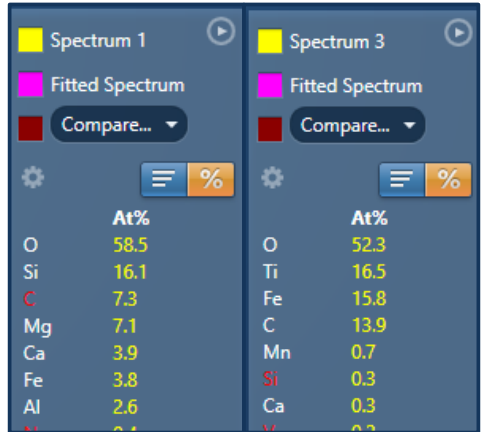 Spectrum 1
Fitted Spectrum
Compare...
%
At%
O 58.5
Si 16.1
C 7.3
Mg 7.1
Ca 3.9
Fe 3.8
Al 2.6
Spectrum 3
Fitted Spectrum
Compare...
%
At%
O 52.3
Ti 16.5
Fe 15.8
C 13.9
Mn 0.7
Si 0.3
Ca 0.3